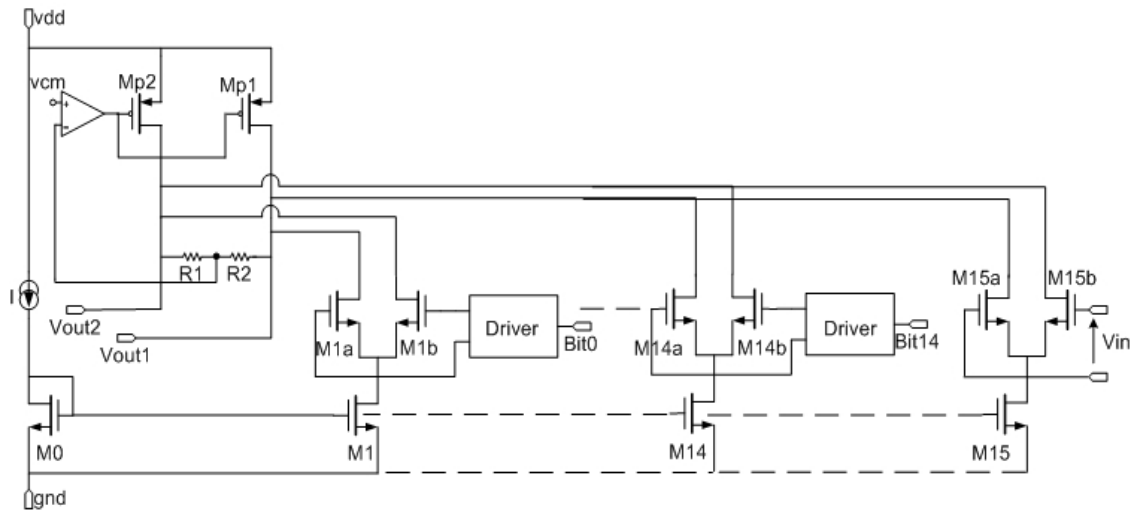 vdd
vcm
Mp2
Mp1
+
-
R1
R2
I
Vout2
Vout1
M1a
M1b
Driver
Bit0
M14a
M14b
Driver
Bit14
M15a
M15b
Vin
M0
M1
M14
M15
gnd